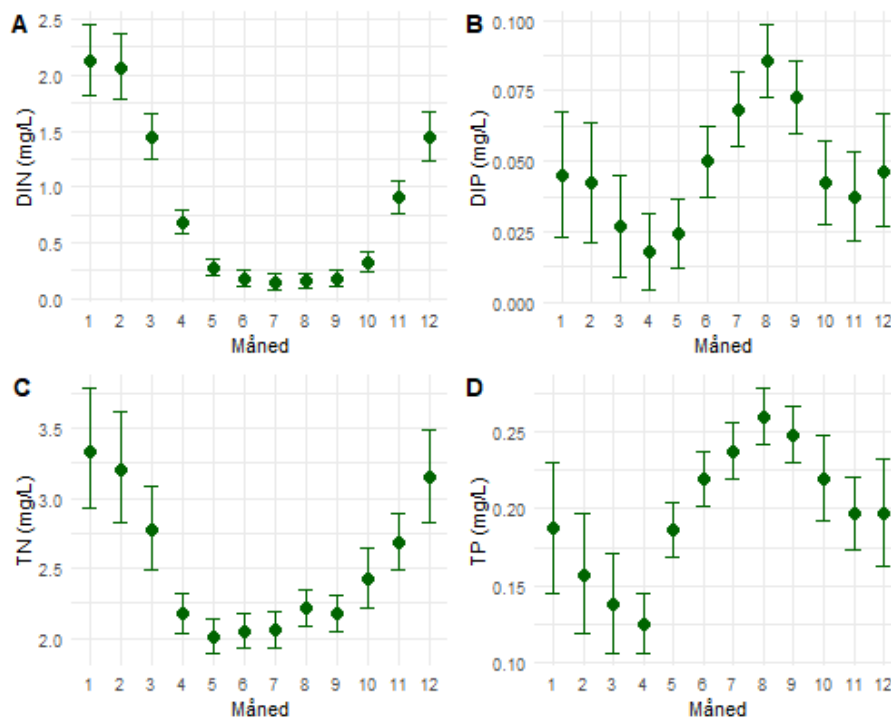 A
DIN (mg/L)
2.5
2.0
1.5
1.0
0.5
0.0
1 2 3 4 5 6 7 8 9 10 11 12
Måned
B
DIP (mg/L)
0.100
0.075
0.050
0.025
0.000
1 2 3 4 5 6 7 8 9 10 11 12
Måned
C
TN (mg/L)
3.5
3.0
2.5
2.0
1 2 3 4 5 6 7 8 9 10 11 12
Måned
D
TP (mg/L)
0.25
0.20
0.15
0.10
1 2 3 4 5 6 7 8 9 10 11 12
Måned